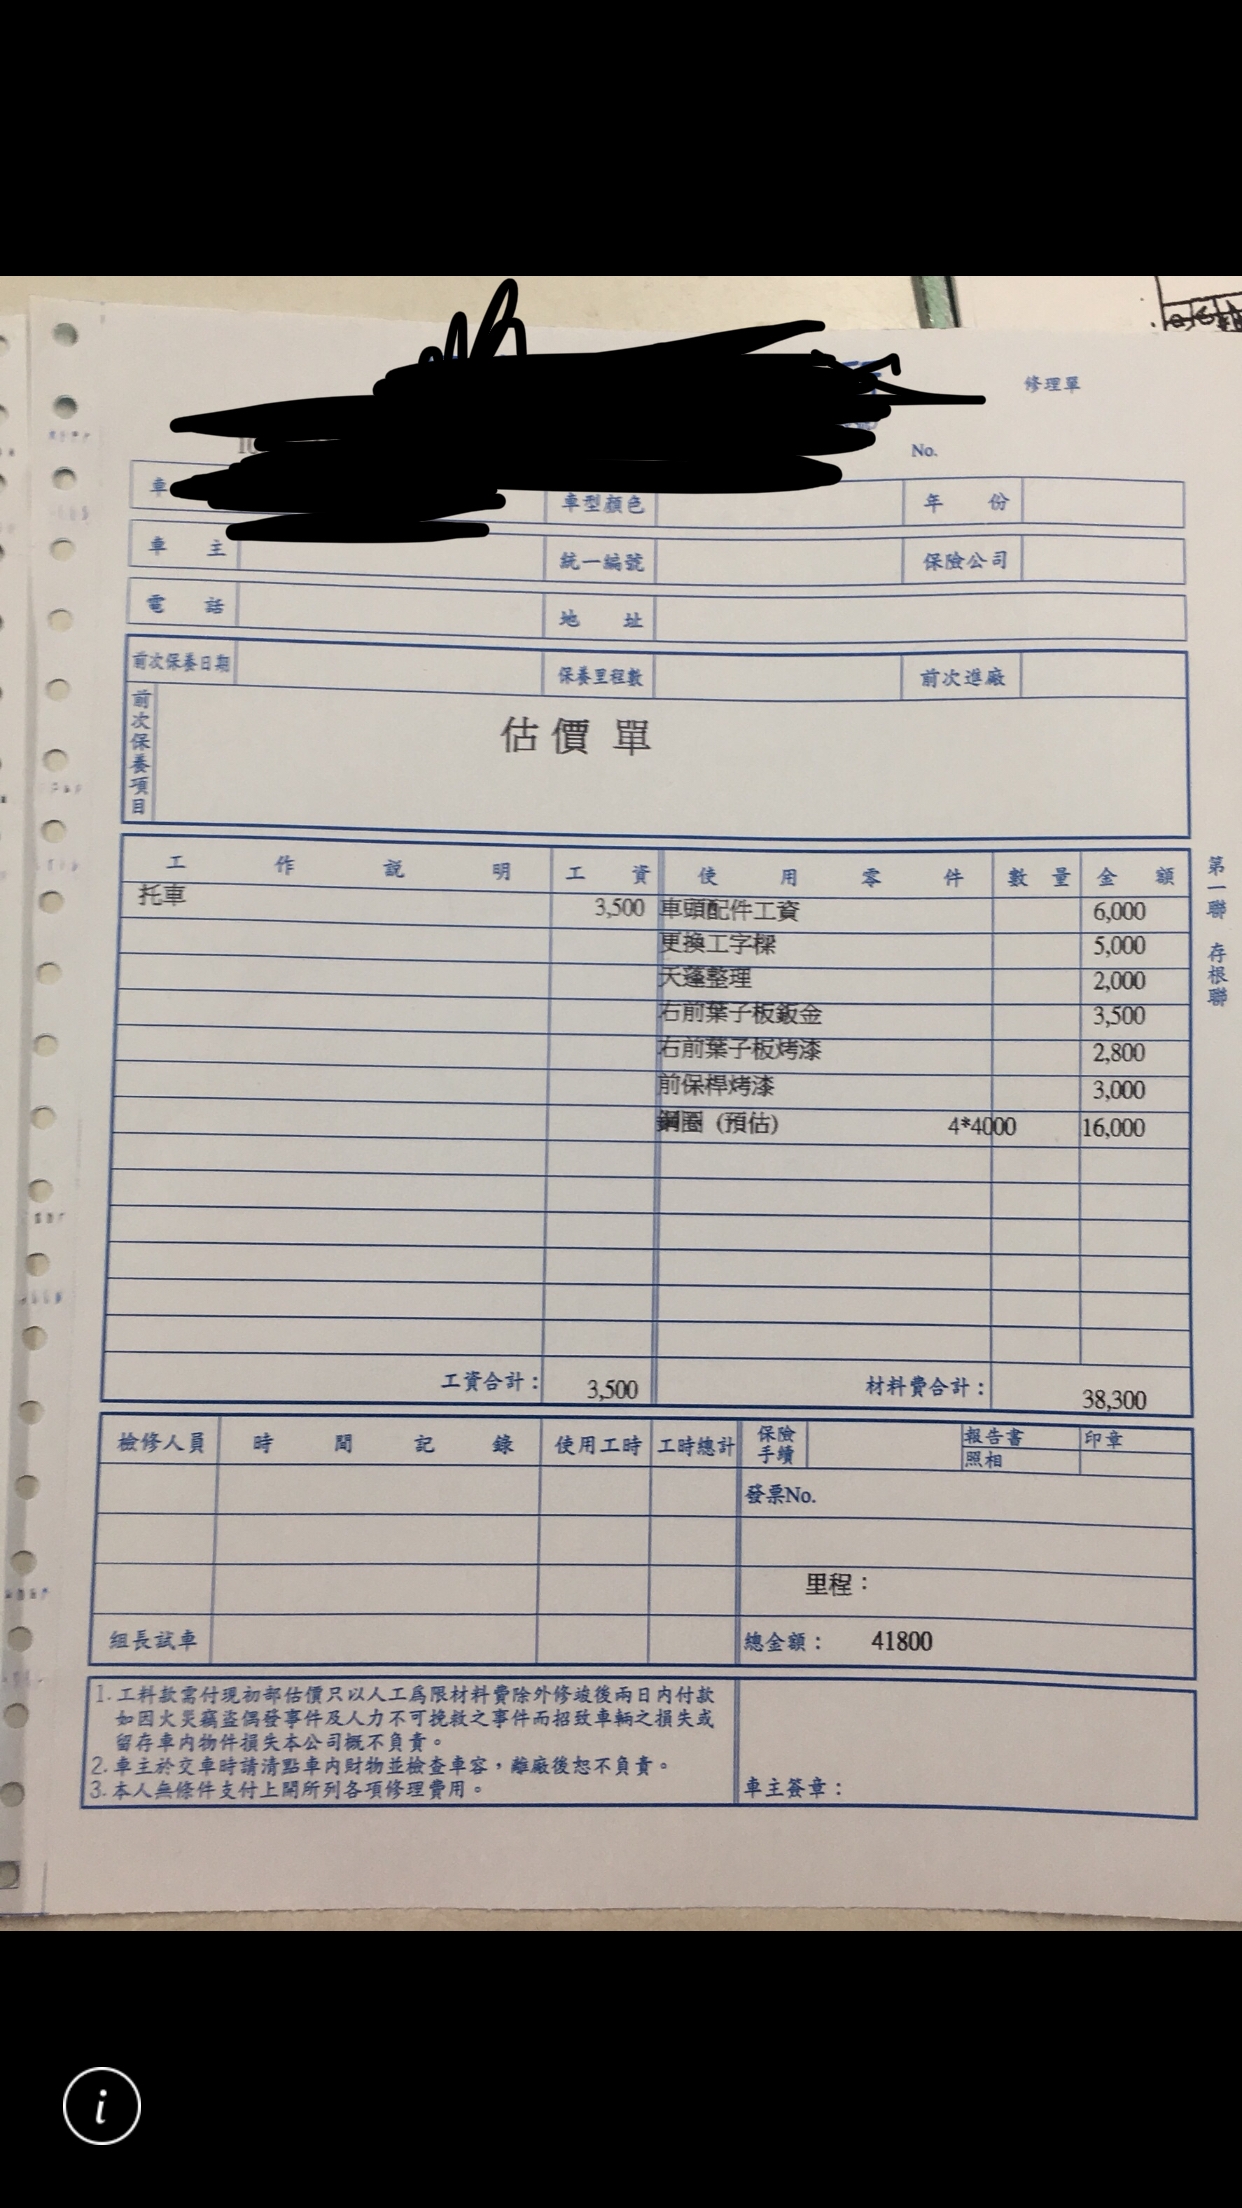 修理單
No.
車
車型顏色
年 份
車 主
統一編號
保險公司
電 話
地 址
前次保養日期
保養里程數
前次進廠
前次保養項目
估價單
工 作 説 明 工 資 使 用 零 件 數 量 金 額
托車 3,500 車頭配件工資 6,000
更換工字樑 5,000
天篷整理 2,000
右前葉子板鈑金 3,500
右前葉子板烤漆 2,800
前保桿烤漆 3,000
鋼圈 (預估) 4*4000 16,000
工資合計： 3,500 材料費合計： 38,300
第一聯 存根聯
檢修人員 時 間 記 錄 使用工時 工時總計 保險手續 報告書 印章
照相
發票No.
里程：
組長試車 總金額： 41800
1. 工料款需付現初部估價只以人工爲限材料費除外修竣後兩日內付款
如因火災竊盜偶發事件及人力不可挽救之事件而招致車輛之損失或
留存車內物件損失本公司概不負責。
2. 車主於交車時請清點車內財物並檢查車容，離廠後恕不負責。
3. 本人無條件支付上開所列各項修理費用。
車主簽章：
i